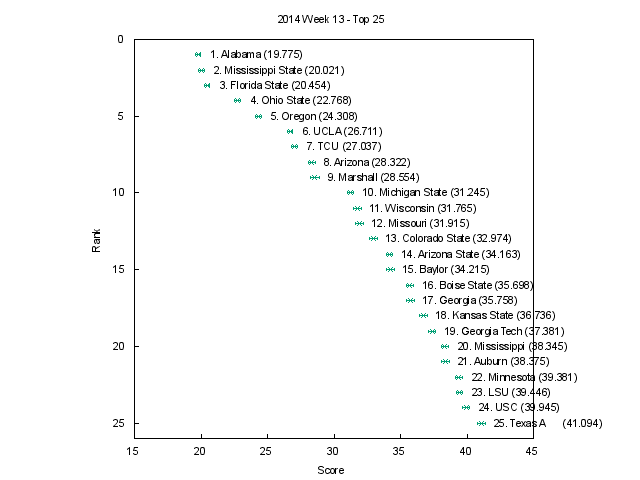 2014 Week 13 - Top 25
0
1. Alabama (19.775)
2. Mississippi State (20.021)
3. Florida State (20.454)
4. Ohio State (22.768)
5
5. Oregon (24.308)
6. UCLA (26.711)
7. TCU (27.037)
8. Arizona (28.322)
9. Marshall (28.554)
10
10. Michigan State (31.245)
11. Wisconsin (31.765)
12. Missouri (31.915)
13. Colorado State (32.974)
Rank
14. Arizona State (34.163)
15
15. Baylor (34.215)
16. Boise State (35.698)
17. Georgia (35.758)
18. Kansas State (36.736)
19. Georgia Tech (37.381)
20
20. Mississippi (38.345)
21. Auburn (38.375)
22. Minnesota (39.381)
23. LSU (39.446)
24. USC (39.945)
25
25. Texas A (41.094)
15 20 25 30 35 40 45
Score